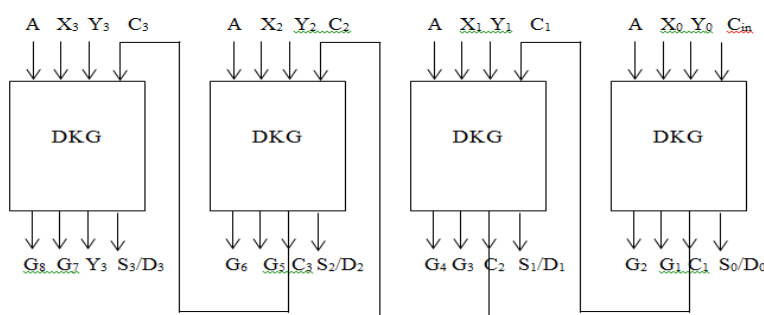 A X₃ Y₃ C₃ A X₂ Y₂ C₂ A X₁ Y₁ C₁ A X₀ Y₀ Cin
DKG DKG DKG DKG
G₈ G₇ Y₃ S₃/D₃ G₆ G₅ C₃ S₂/D₂ G₄ G₃ C₂ S₁/D₁ G₂ G₁ C₁ S₀/D₀